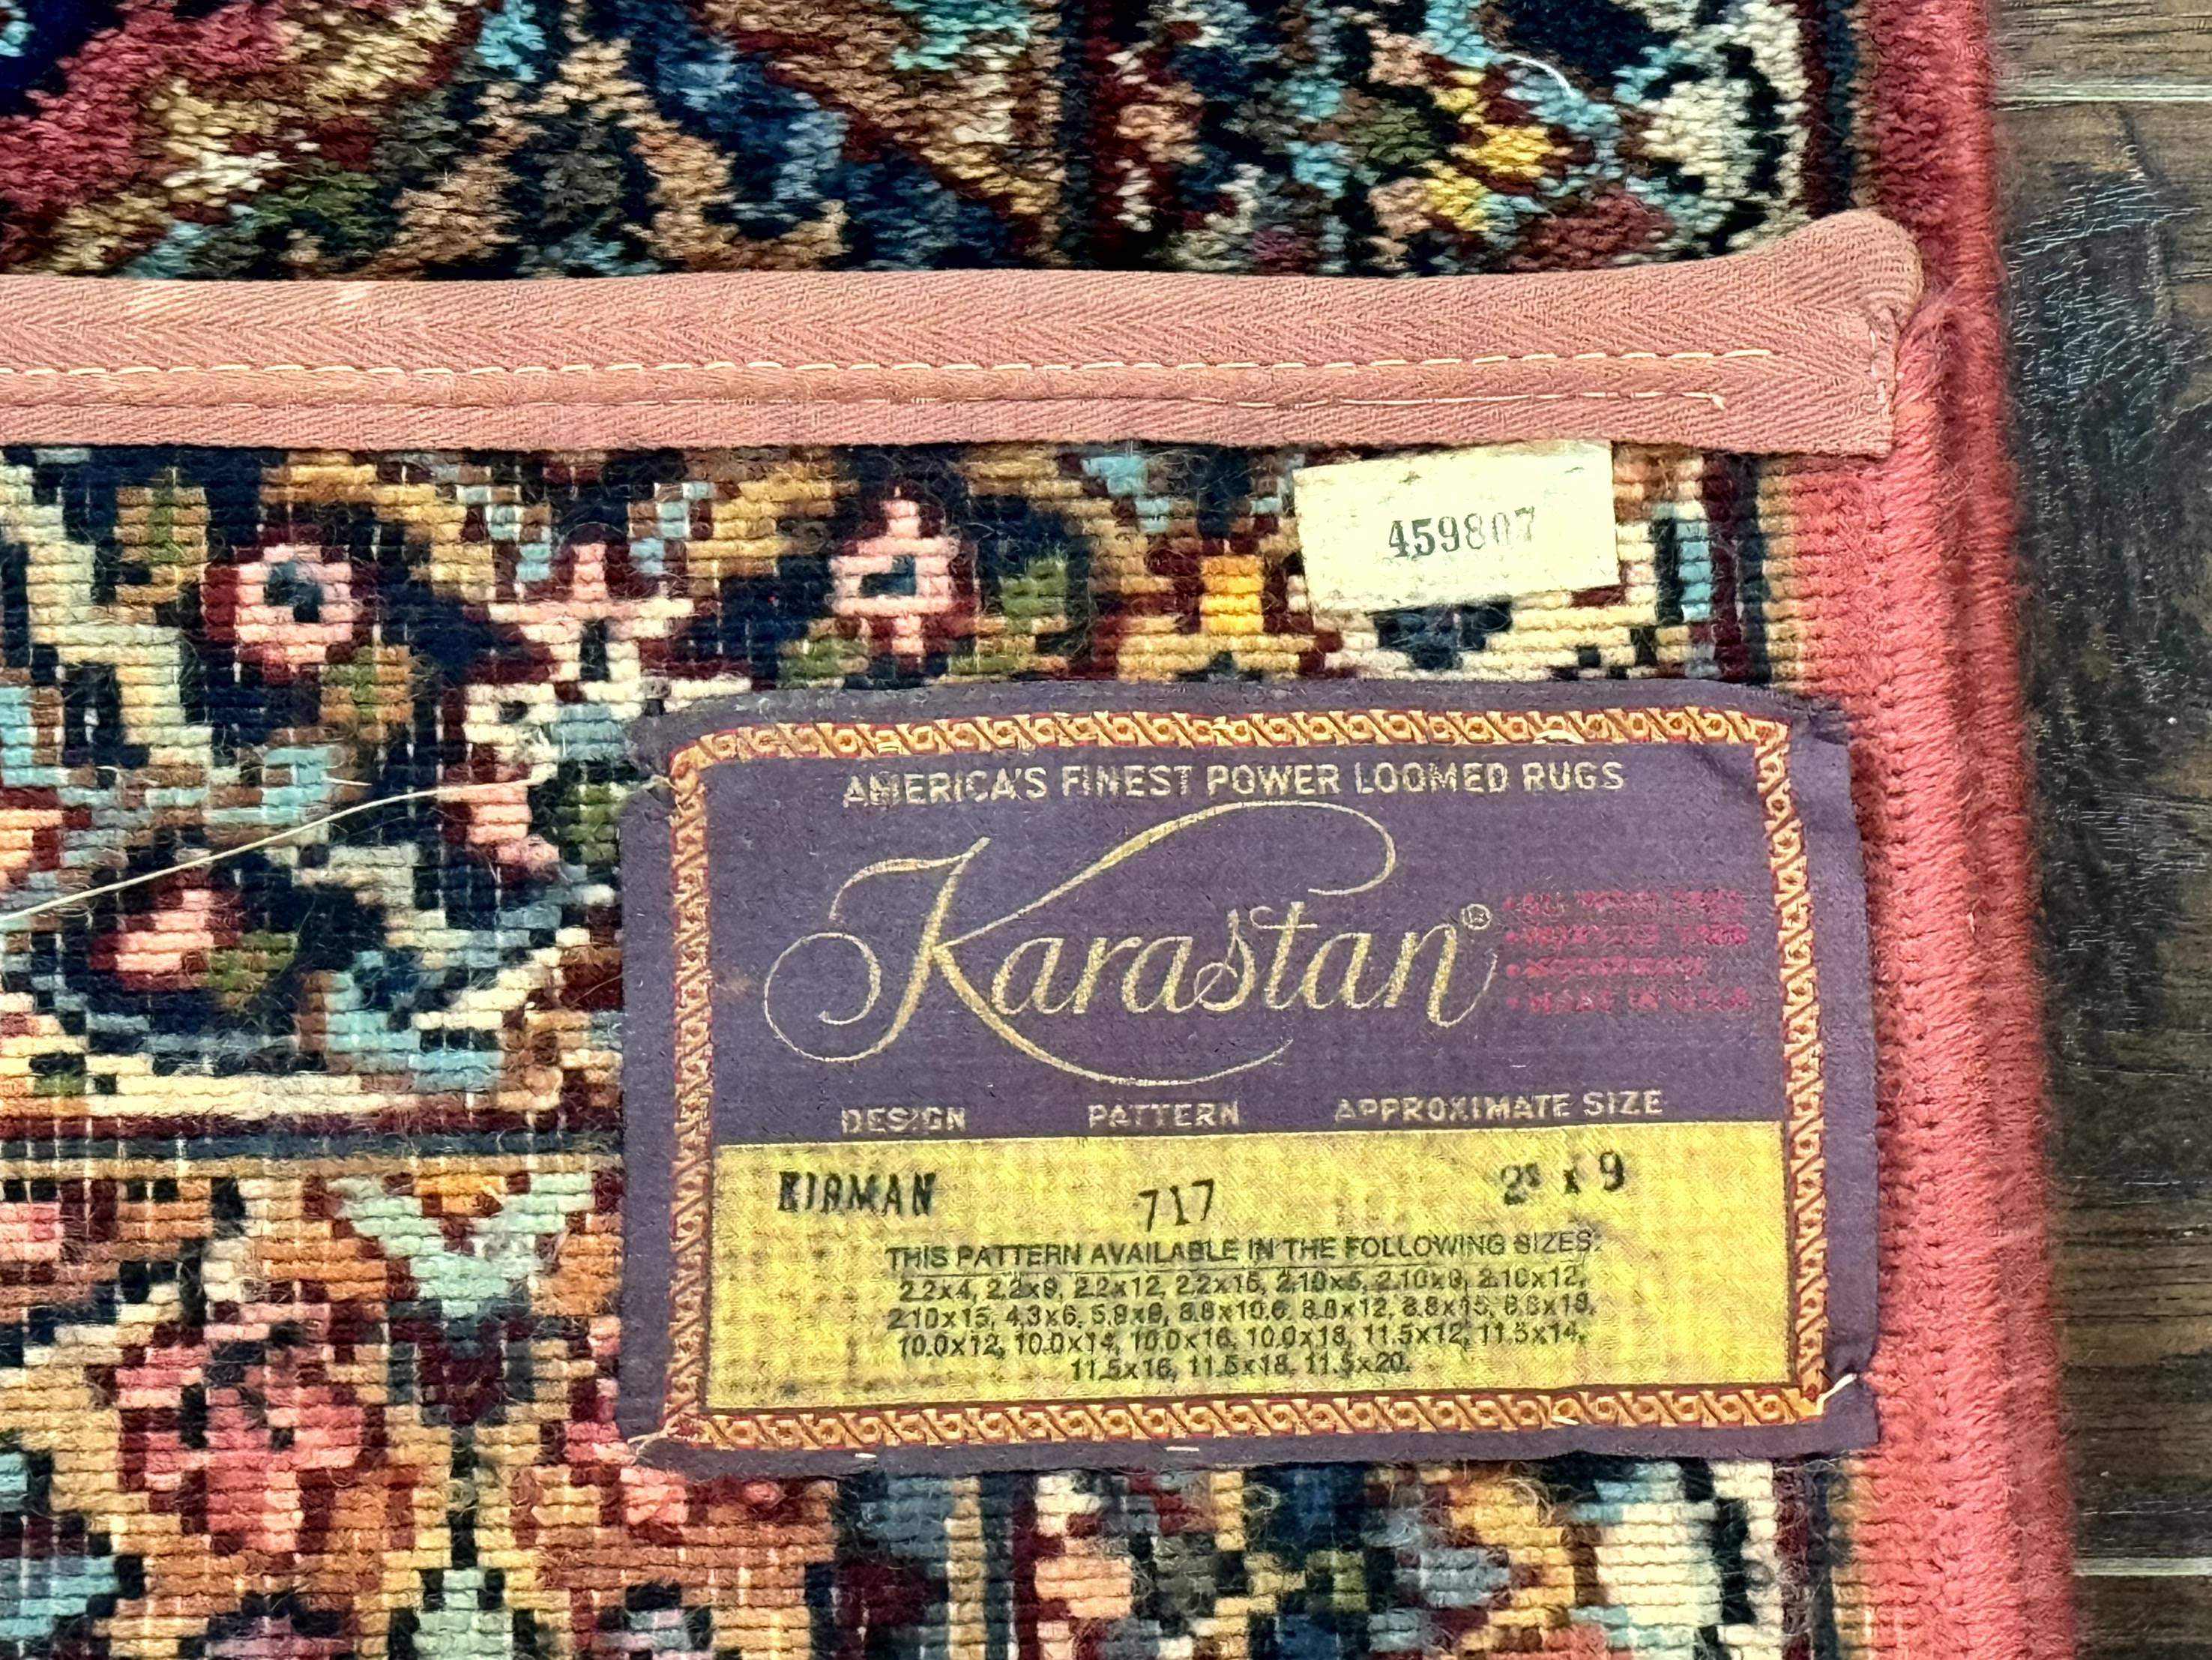 459807
AMERICA'S FINEST POWER LOOMED RUGS
Karastan®
• MADE IN U.S.A.
DESIGN PATTERN APPROXIMATE SIZE
KIRMAN 717 2² x 9
THIS PATTERN AVAILABLE IN THE FOLLOWING SIZES:
2.2x4, 2.2x9, 2.2x12, 2.2x15, 2.10x5, 2.10x9, 2.10x12,
2.10x15, 4.3x6, 5.9x9, 8.8x10.6, 8.8x12, 8.8x15, 8.8x18,
10.0x12, 10.0x14, 10.0x16, 10.0x18, 11.5x12, 11.5x14,
11.5x16, 11.5x18, 11.5x20.